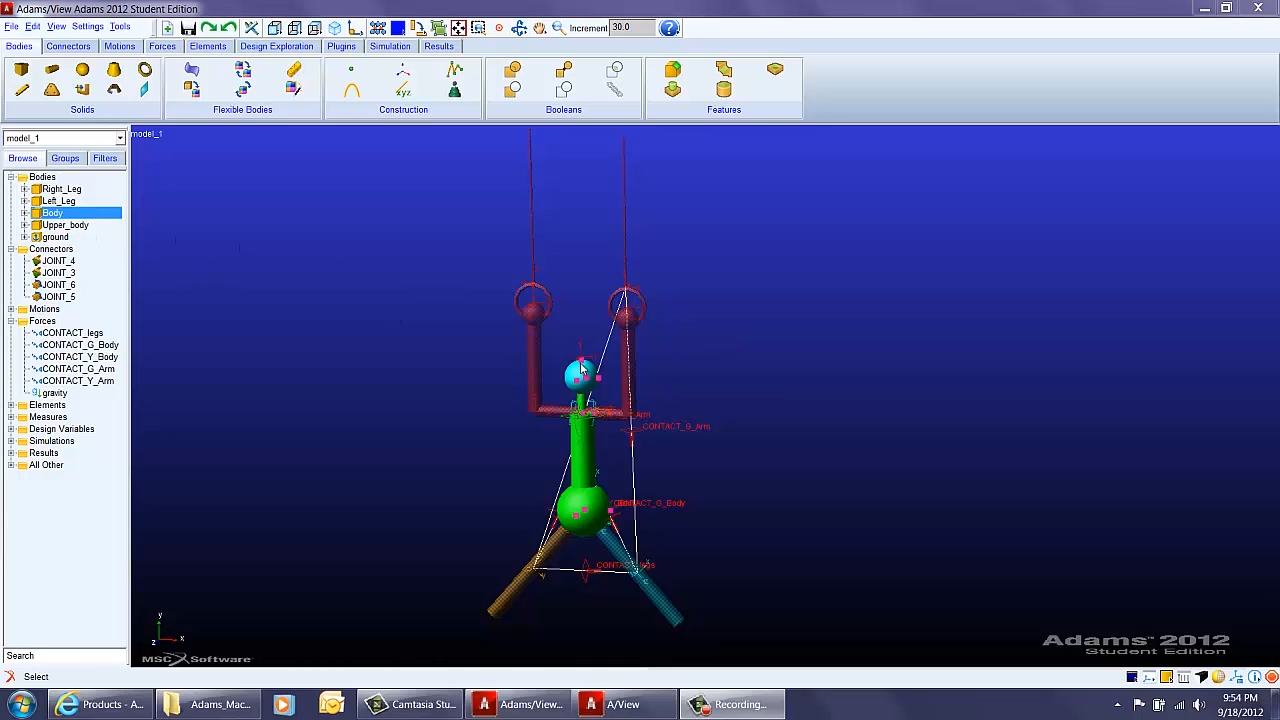 Adams/View Adams 2012 Student Edition
File Edit View Settings Tools
Increment 30.0
Bodies Connectors Motions Forces Elements Design Exploration Plugins Simulation Results
Solids Flexible Bodies Construction Booleans Features
model_1
model_1
Browse Groups Filters
Bodies
Right_Leg
Left_Leg
Body
Upper_body
ground
Connectors
JOINT_4
JOINT_3
JOINT_6
JOINT_5
Motions
Forces
CONTACT_legs
CONTACT_G_Body
CONTACT_Y_Body
CONTACT_G_Arm
CONTACT_Y_Arm
gravity
Elements
Measures
Design Variables
Simulations
Results
All Other
CONTACT_G_Arm
y
x
z
Adams 2012
Student Edition
MSC Software
Search
Select
Products - A...
Adams_Mac...
Camtasia Stu...
Adams/View...
A/View
Recording...
9:54 PM
9/18/2012